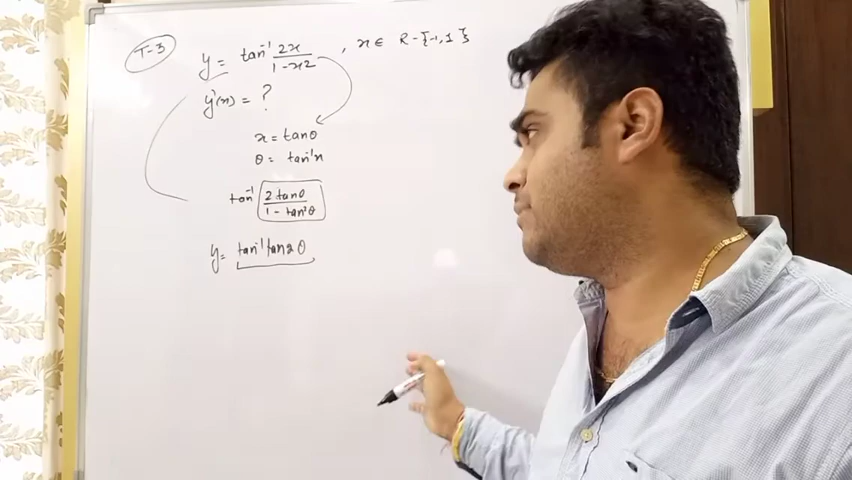 T-3
y = tan⁻¹ 2x / 1-x2 , x ∈ R-{-1,1}
y'(x) = ?
x = tanθ
θ = tan⁻¹x
tan⁻¹ 2tanθ / 1-tan²θ
y = tan⁻¹ tan2θ